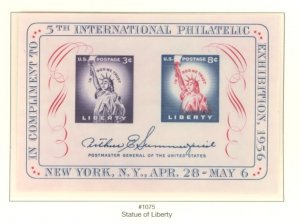 IN COMPLIMENT TO
5TH INTERNATIONAL PHILATELIC
EXHIBITION 1956
U.S. POSTAGE 3¢
IN GOD WE TRUST
LIBERTY
U.S. POSTAGE 8¢
IN GOD WE TRUST
LIBERTY
Arthur E. Summerfield
POSTMASTER GENERAL OF THE UNITED STATES
NEW YORK, N.Y., APR. 28-MAY 6
#1075
Statue of Liberty